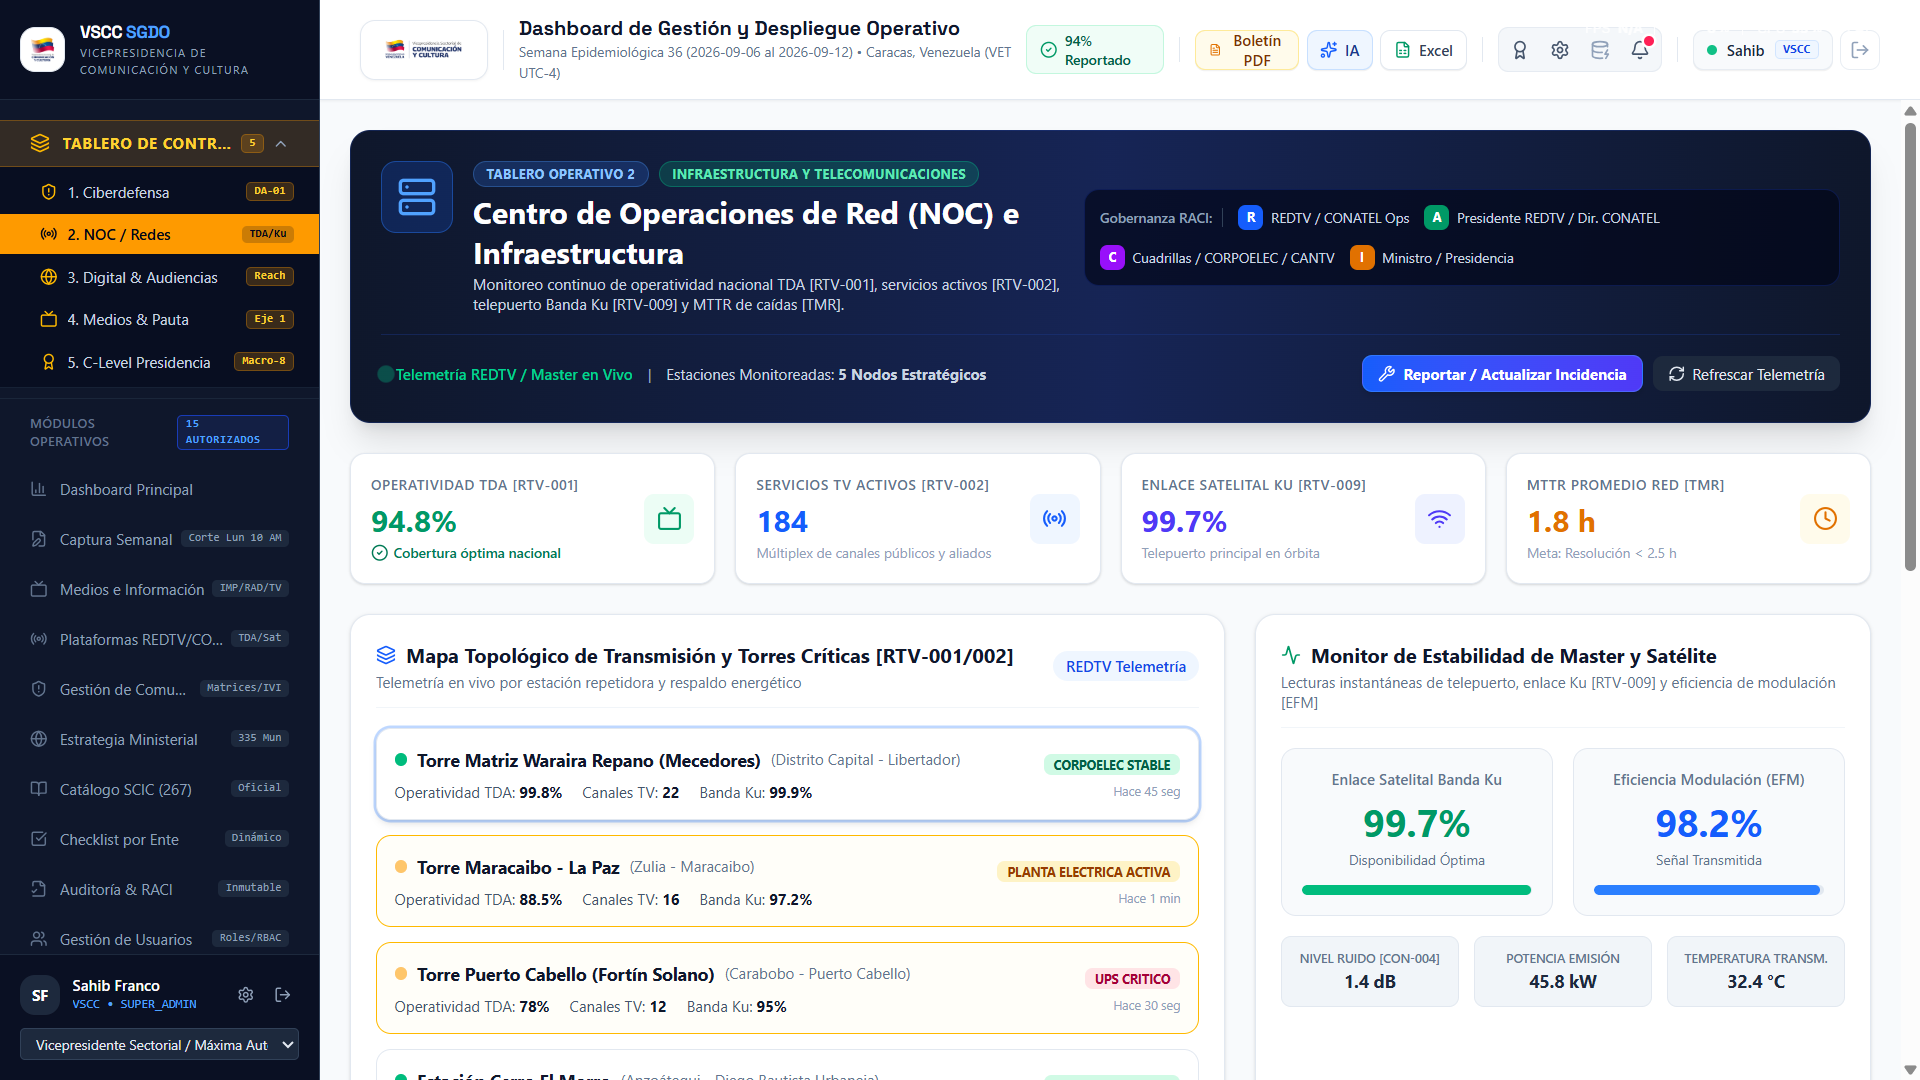 VSCC SGDO
VICEPRESIDENCIA DE
COMUNICACIÓN Y CULTURA
TABLERO DE CONTR... 5
1. Ciberdefensa DA-01
2. NOC / Redes TDA/Ku
3. Digital & Audiencias Reach
4. Medios & Pauta Eje 1
5. C-Level Presidencia Macro-8
MÓDULOS
OPERATIVOS
15
AUTORIZADOS
Dashboard Principal
Captura Semanal Corte Lun 10 AM
Medios e Información IMP/RAD/TV
Plataformas REDTV/CO... TDA/Sat
Gestión de Comu... Matrices/IVI
Estrategia Ministerial 335 Mun
Catálogo SCIC (267) Oficial
Checklist por Ente Dinámico
Auditoría & RACI Inmutable
Gestión de Usuarios Roles/RBAC
SF
Sahib Franco
VSCC • SUPER_ADMIN
Vicepresidente Sectorial / Máxima Aut
COMUNICACIÓN
Y CULTURA
Dashboard de Gestión y Despliegue Operativo
Semana Epidemiológica 36 (2026-09-06 al 2026-09-12) • Caracas, Venezuela (VET
UTC-4)
94%
Reportado
Boletín
PDF
IA
Excel
Sahib VSCC
TABLERO OPERATIVO 2
INFRAESTRUCTURA Y TELECOMUNICACIONES
Centro de Operaciones de Red (NOC) e
Infraestructura
Monitoreo continuo de operatividad nacional TDA [RTV-001], servicios activos [RTV-002],
telepuerto Banda Ku [RTV-009] y MTTR de caídas [TMR].
Gobernanza RACI: R REDTV / CONATEL Ops A Presidente REDTV / Dir. CONATEL
C Cuadrillas / CORPOELEC / CANTV I Ministro / Presidencia
Telemetría REDTV / Master en Vivo | Estaciones Monitoreadas: 5 Nodos Estratégicos
Reportar / Actualizar Incidencia
Refrescar Telemetría
OPERATIVIDAD TDA [RTV-001]
94.8%
Cobertura óptima nacional
SERVICIOS TV ACTIVOS [RTV-002]
184
Múltiplex de canales públicos y aliados
ENLACE SATELITAL KU [RTV-009]
99.7%
Telepuerto principal en órbita
MTTR PROMEDIO RED [TMR]
1.8 h
Meta: Resolución < 2.5 h
Mapa Topológico de Transmisión y Torres Críticas [RTV-001/002]
Telemetría en vivo por estación repetidora y respaldo energético
REDTV Telemetría
Torre Matriz Waraira Repano (Mecedores) (Distrito Capital - Libertador)
CORPOELEC STABLE
Operatividad TDA: 99.8% Canales TV: 22 Banda Ku: 99.9%
Hace 45 seg
Torre Maracaibo - La Paz (Zulia - Maracaibo)
PLANTA ELECTRICA ACTIVA
Operatividad TDA: 88.5% Canales TV: 16 Banda Ku: 97.2%
Hace 1 min
Torre Puerto Cabello (Fortín Solano) (Carabobo - Puerto Cabello)
UPS CRITICO
Operatividad TDA: 78% Canales TV: 12 Banda Ku: 95%
Hace 30 seg
Estación Cerro El Morro (Anzoátegui - Diego Bautista Urbaneja)
Monitor de Estabilidad de Master y Satélite
Lecturas instantáneas de telepuerto, enlace Ku [RTV-009] y eficiencia de modulación
[EFM]
Enlace Satelital Banda Ku
99.7%
Disponibilidad Óptima
Eficiencia Modulación (EFM)
98.2%
Señal Transmitida
NIVEL RUIDO [CON-004]
1.4 dB
POTENCIA EMISIÓN
45.8 kW
TEMPERATURA TRANSM.
32.4 °C